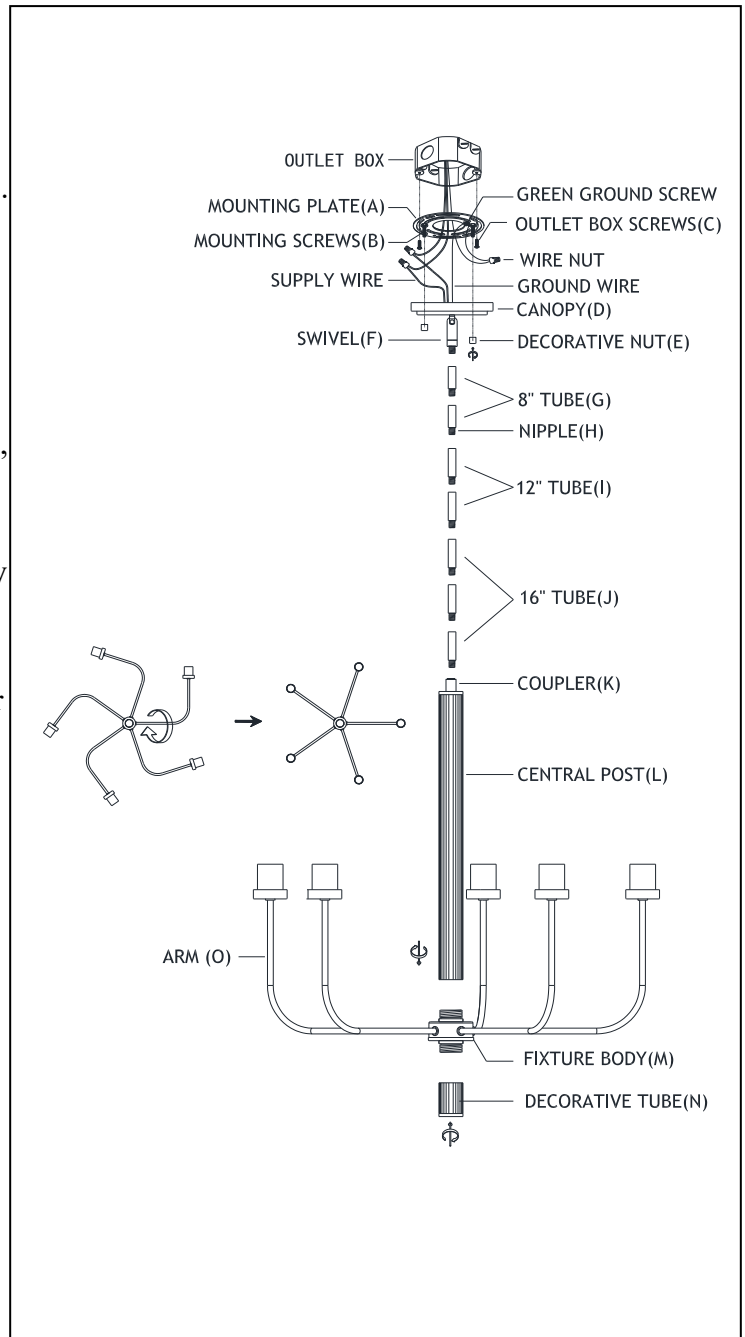 .
OUTLET BOX
GREEN GROUND SCREW
MOUNTING PLATE(A)
OUTLET BOX SCREWS(C)
MOUNTING SCREWS(B)
WIRE NUT
SUPPLY WIRE
GROUND WIRE
CANOPY(D)
SWIVEL(F)
DECORATIVE NUT(E)
8" TUBE(G)
NIPPLE(H)
,
12" TUBE(I)
y
16" TUBE(J)
r
COUPLER(K)
CENTRAL POST(L)
ARM (O)
FIXTURE BODY(M)
DECORATIVE TUBE(N)